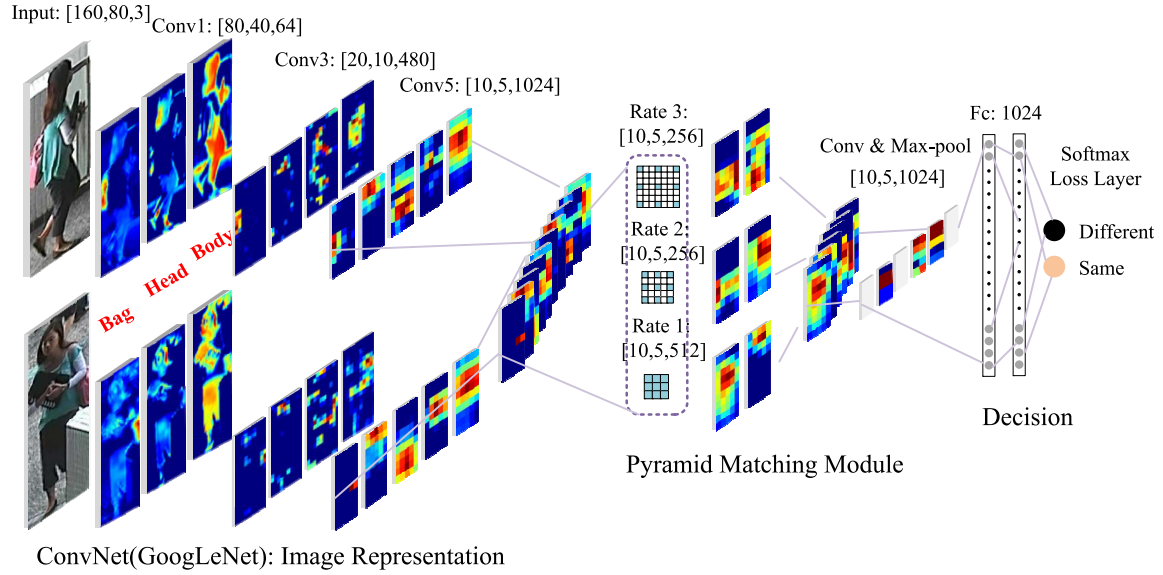 Input: [160,80,3]
Conv1: [80,40,64]
Conv3: [20,10,480]
Conv5: [10,5,1024]
Bag Head Body
Rate 3:
[10,5,256]
Rate 2:
[10,5,256]
Rate 1:
[10,5,512]
Conv & Max-pool
[10,5,1024]
Fc: 1024
Softmax
Loss Layer
Different
Same
Decision
Pyramid Matching Module
ConvNet(GoogLeNet): Image Representation